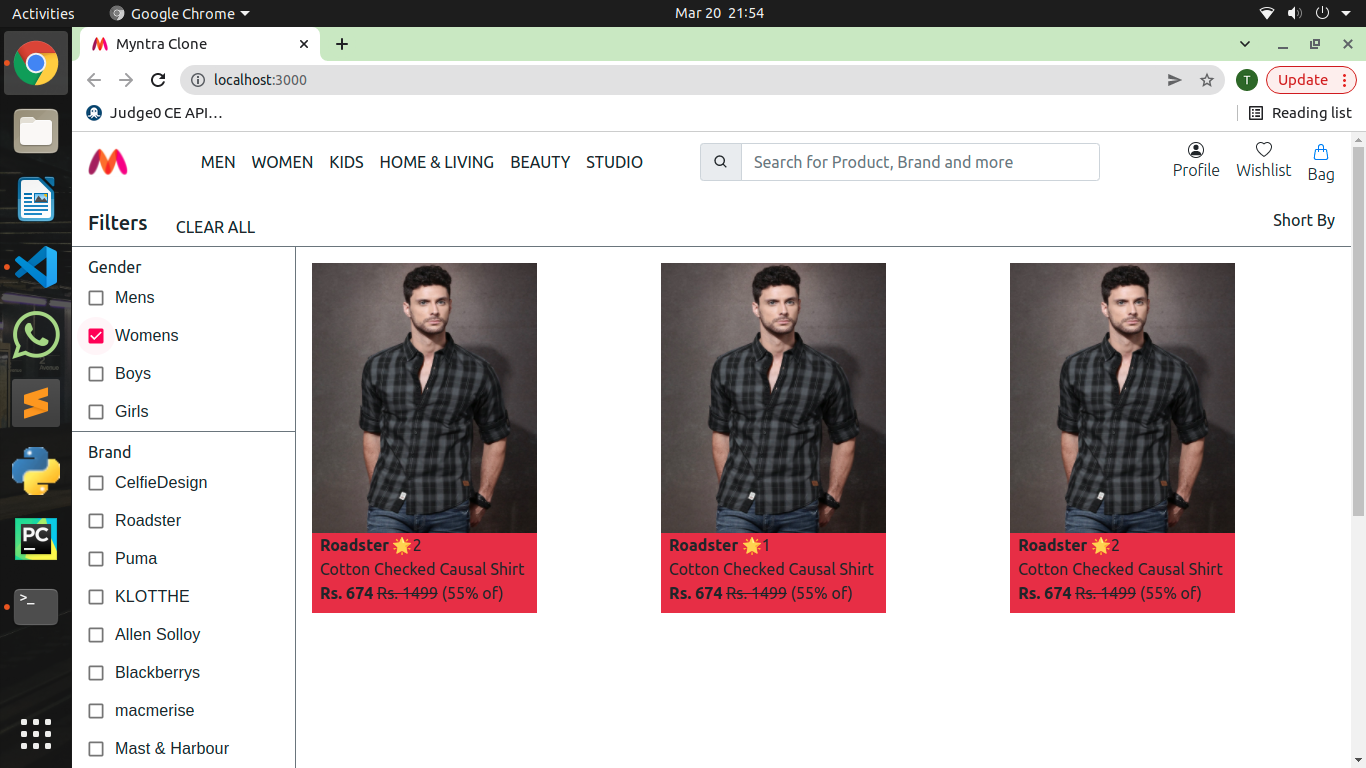 Activities Google Chrome Mar 20 21:54
Myntra Clone
localhost:3000 T Update
Judge0 CE API... Reading list
MEN WOMEN KIDS HOME & LIVING BEAUTY STUDIO Search for Product, Brand and more Profile Wishlist Bag
Filters CLEAR ALL Short By
Gender
Mens
Womens
Boys
Girls
Brand
CelfieDesign
Roadster
Puma
KLOTTHE
Allen Solloy
Blackberrys
macmerise
Mast & Harbour
Roadster 🌟2
Cotton Checked Causal Shirt
Rs. 674 Rs. 1499 (55% of)
Roadster 🌟1
Cotton Checked Causal Shirt
Rs. 674 Rs. 1499 (55% of)
Roadster 🌟2
Cotton Checked Causal Shirt
Rs. 674 Rs. 1499 (55% of)
PC
>_